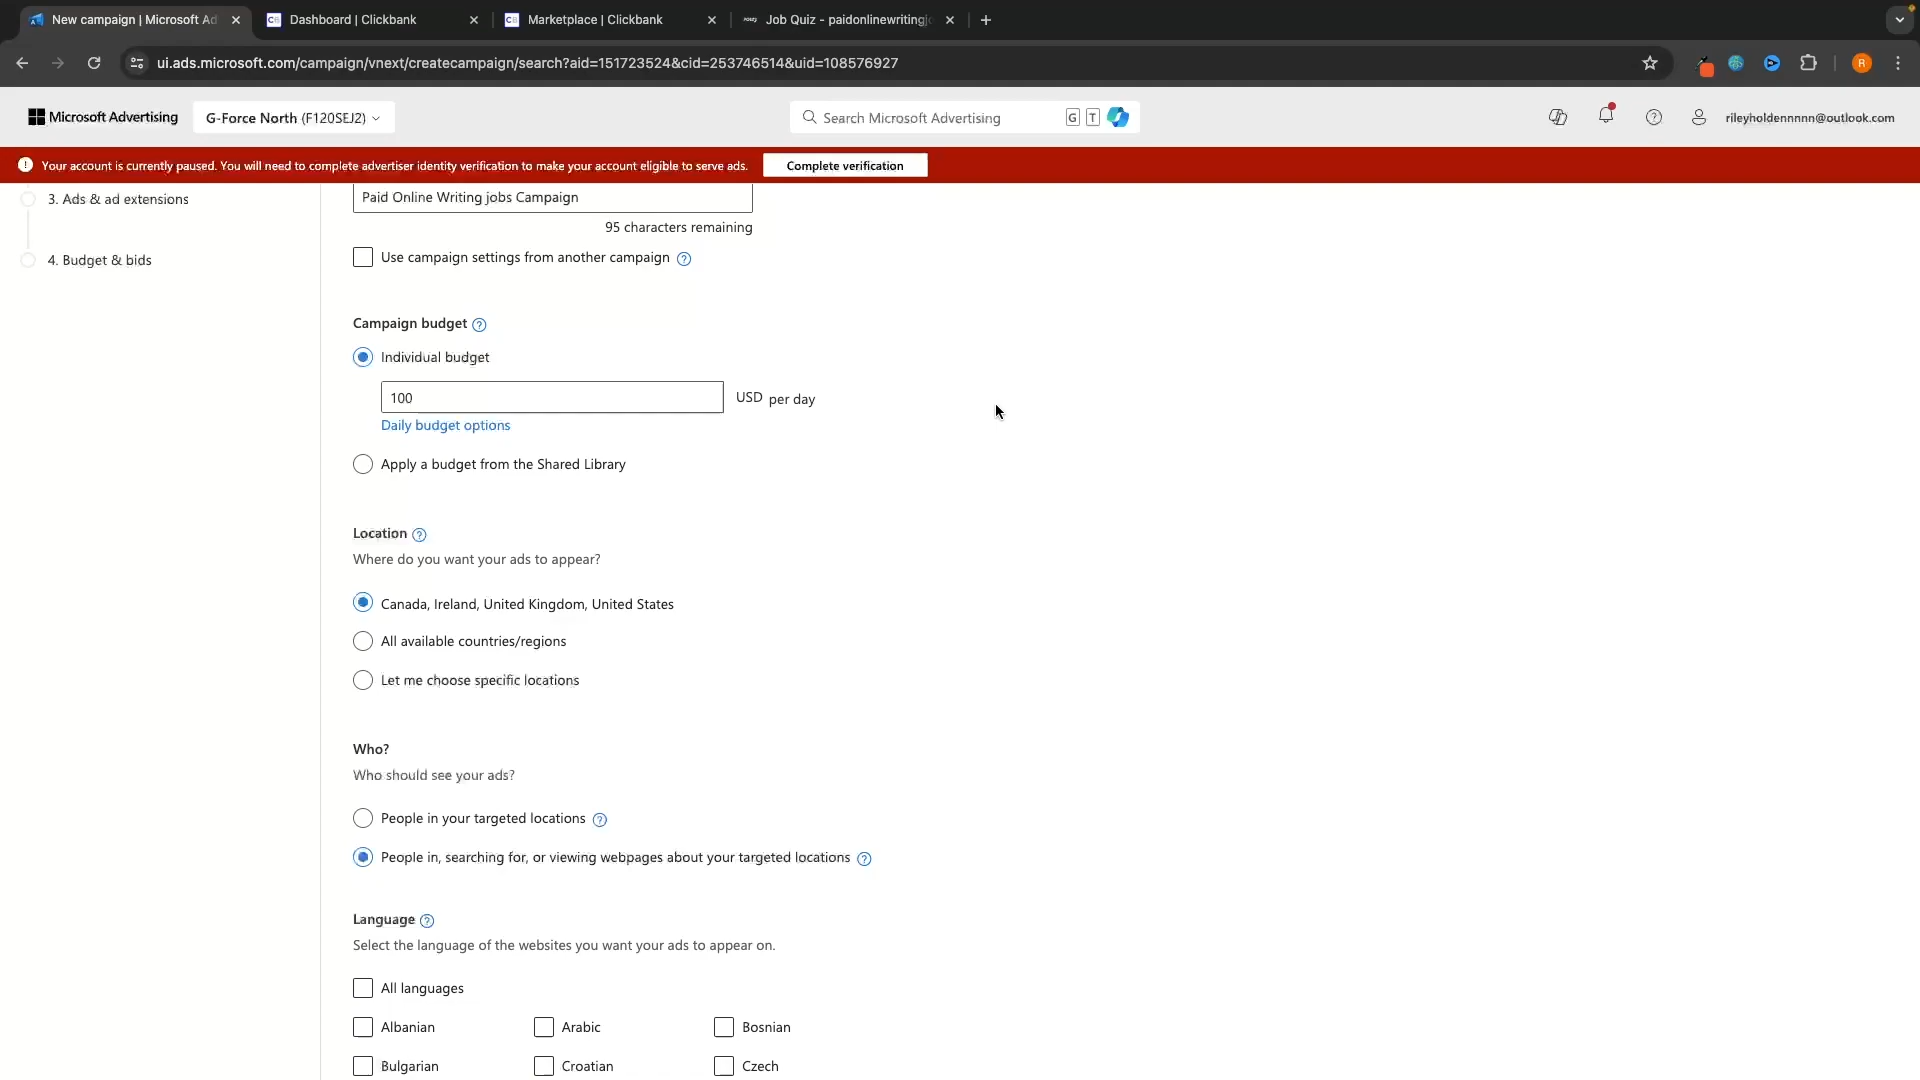 New campaign | Microsoft Ad
Dashboard | Clickbank
Marketplace | Clickbank
Job Quiz - paidonlinewritingjo
ui.ads.microsoft.com/campaign/vnext/createcampaign/search?aid=151723524&cid=253746514&uid=108576927
R
Microsoft Advertising
G-Force North (F120SEJ2)
Search Microsoft Advertising
G T
rileyholdennnnn@outlook.com
Your account is currently paused. You will need to complete advertiser identity verification to make your account eligible to serve ads.
Complete verification
3. Ads & ad extensions
4. Budget & bids
Paid Online Writing jobs Campaign
95 characters remaining
Use campaign settings from another campaign
Campaign budget
Individual budget
100 USD per day
Daily budget options
Apply a budget from the Shared Library
Location
Where do you want your ads to appear?
Canada, Ireland, United Kingdom, United States
All available countries/regions
Let me choose specific locations
Who?
Who should see your ads?
People in your targeted locations
People in, searching for, or viewing webpages about your targeted locations
Language
Select the language of the websites you want your ads to appear on.
All languages
Albanian Arabic Bosnian
Bulgarian Croatian Czech